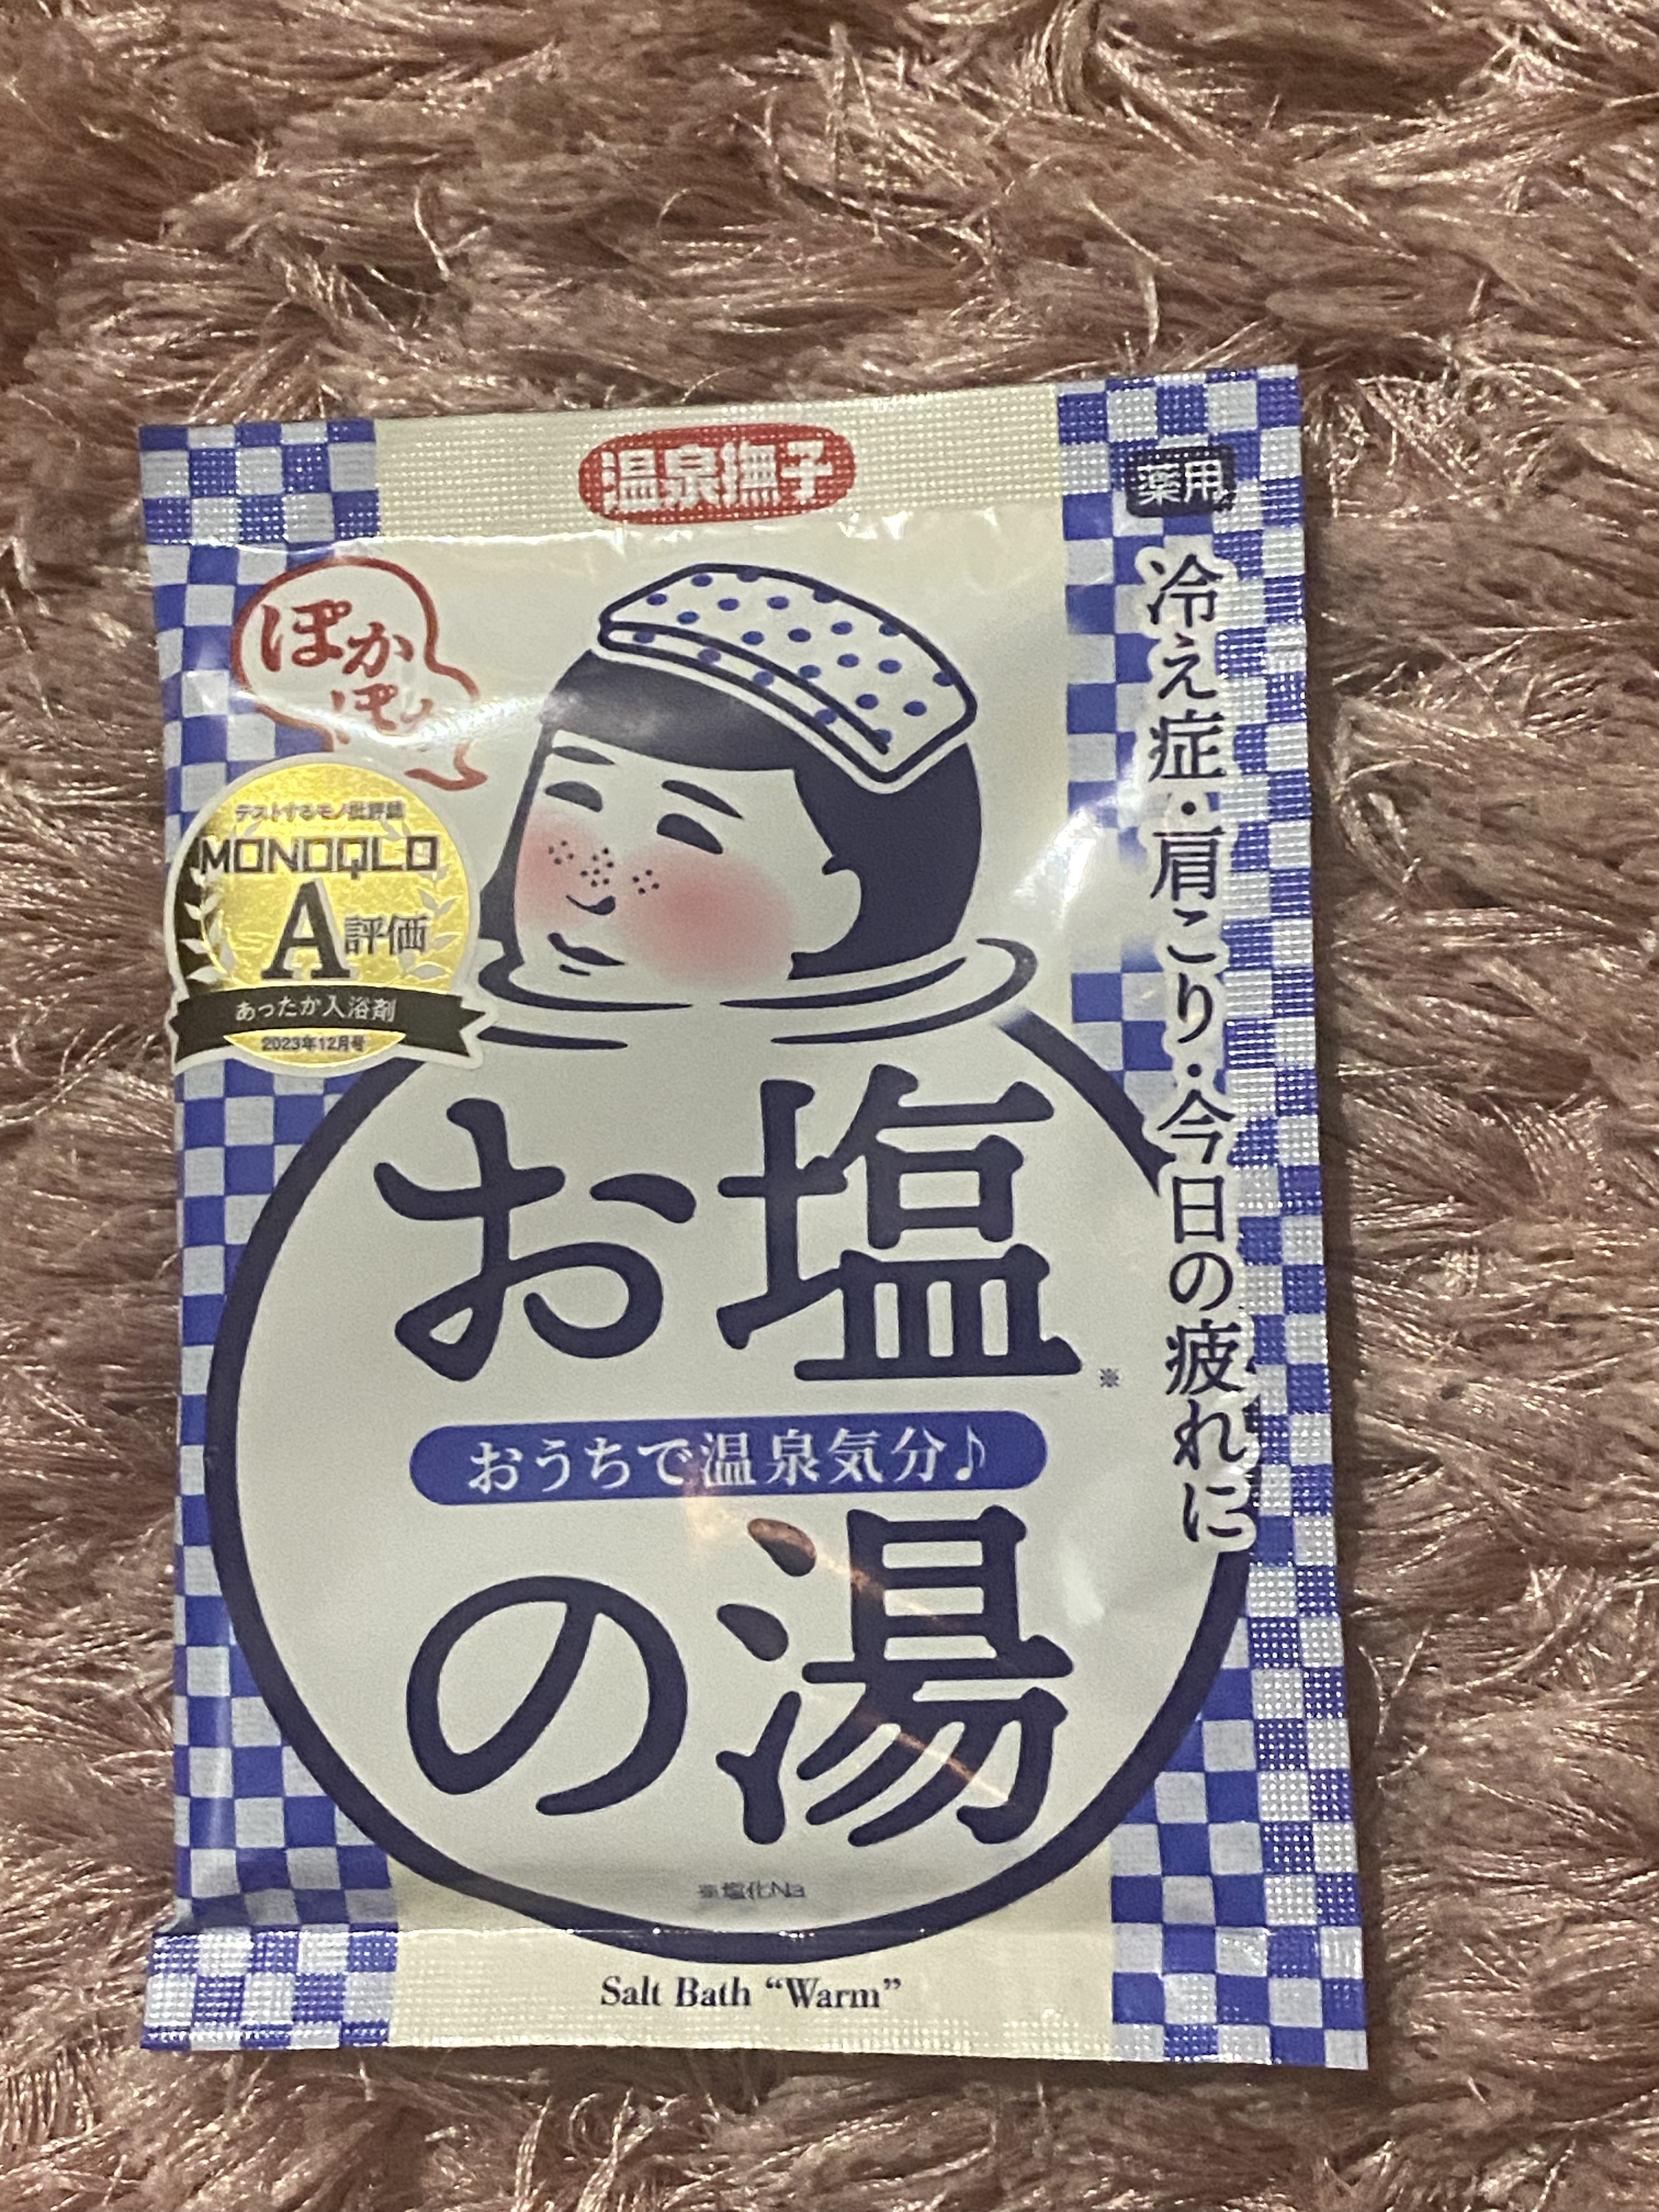 温泉撫子
薬用
冷え症・肩こり・今日の疲れに
ぽか
テストするモノ批評誌
MONOQLO
A評価
あったか入浴剤
2023年12月号
お塩※
おうちで温泉気分♪
の湯
※塩化Na
Salt Bath “Warm”